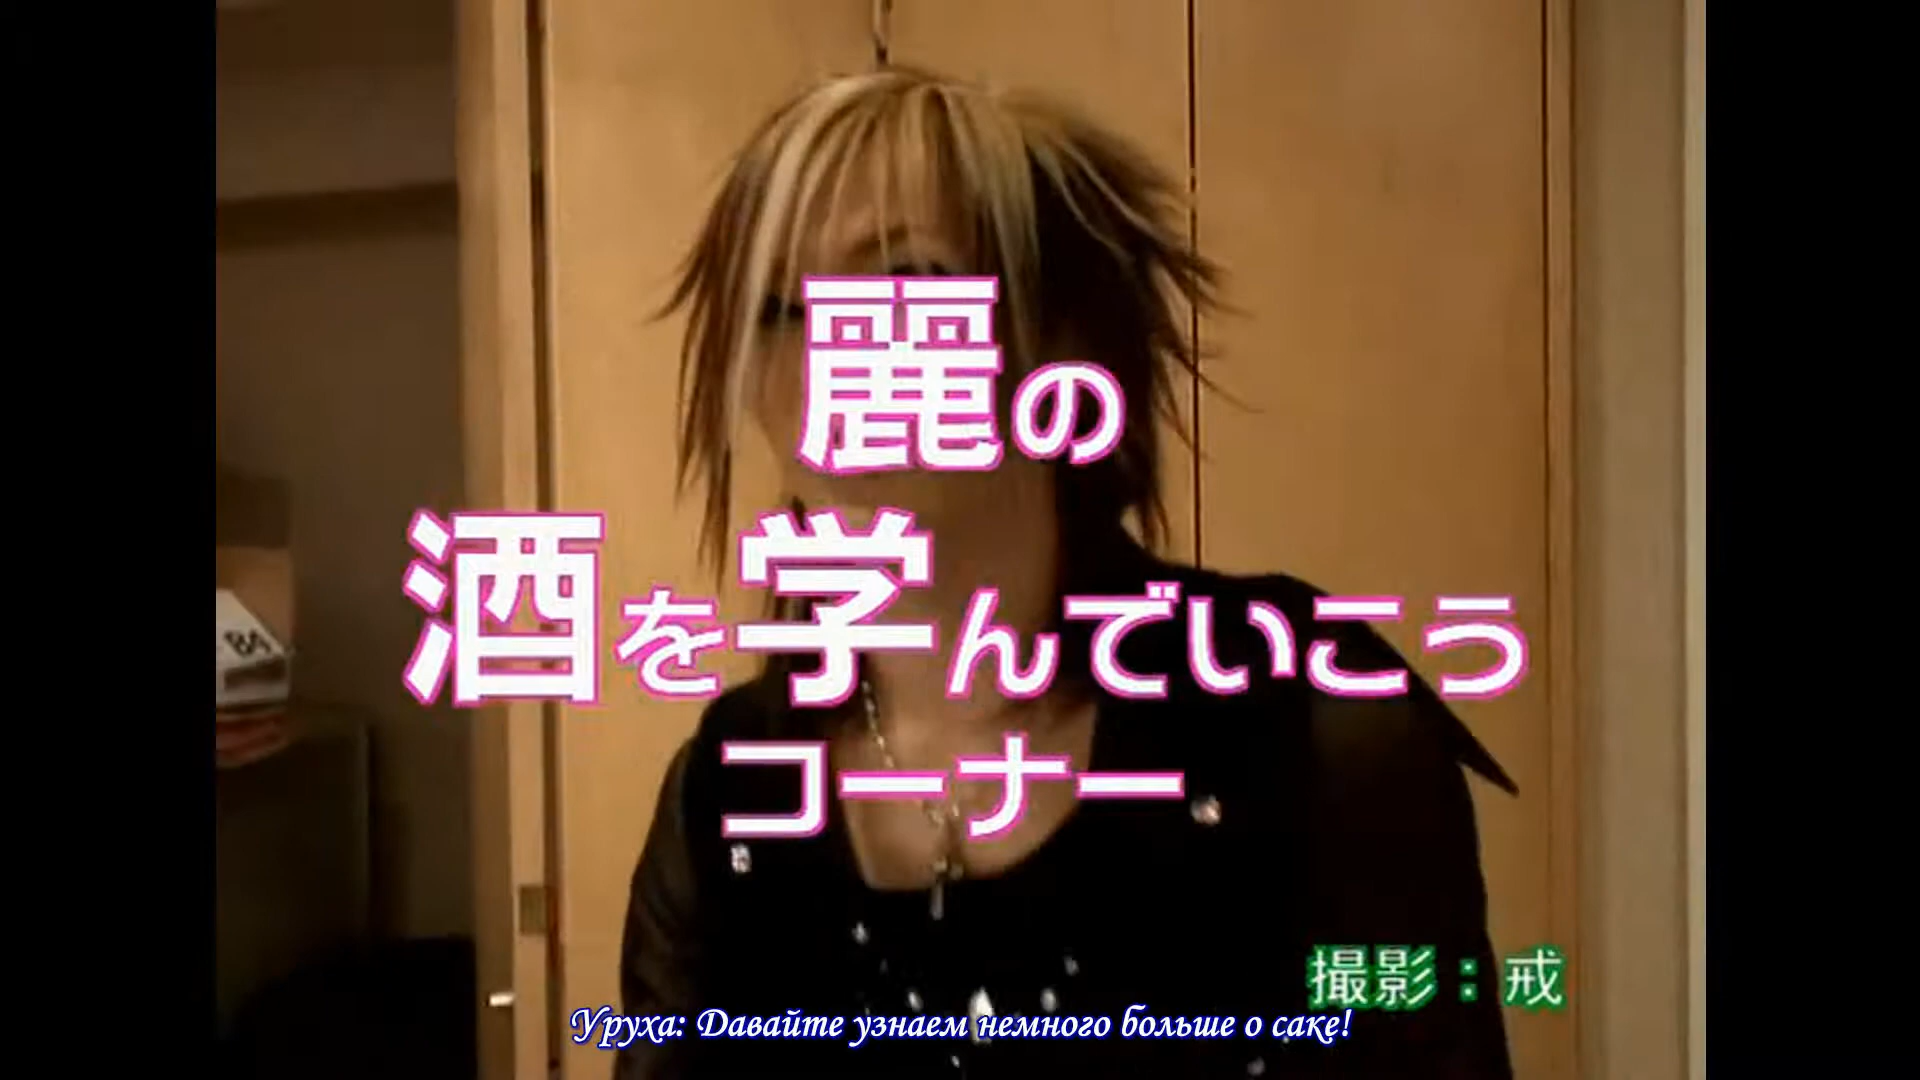 麗の
酒を学んでいこう
コーナー
B4
撮影：戒
Уруха: Давайте узнаем немного больше о саке!